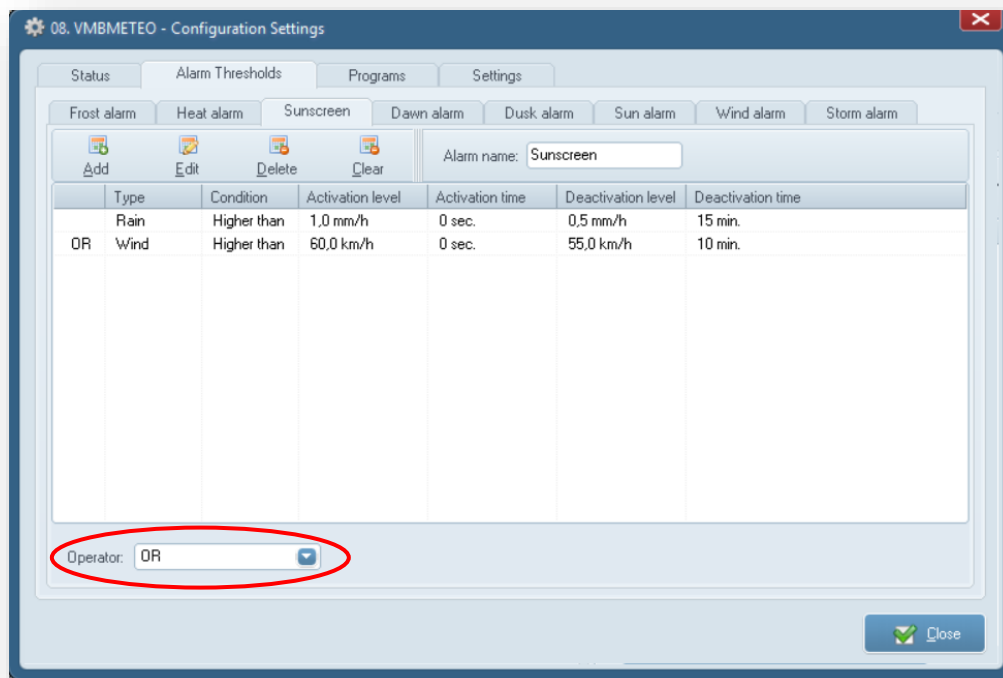 08. VMBMETEO - Configuration Settings
Status Alarm Thresholds Programs Settings
Frost alarm Heat alarm Sunscreen Dawn alarm Dusk alarm Sun alarm Wind alarm Storm alarm
Add Edit Delete Clear Alarm name: Sunscreen
Type Condition Activation level Activation time Deactivation level Deactivation time
Rain Higher than 1,0 mm/h 0 sec. 0,5 mm/h 15 min.
OR Wind Higher than 60,0 km/h 0 sec. 55,0 km/h 10 min.
Operator: OR
Close